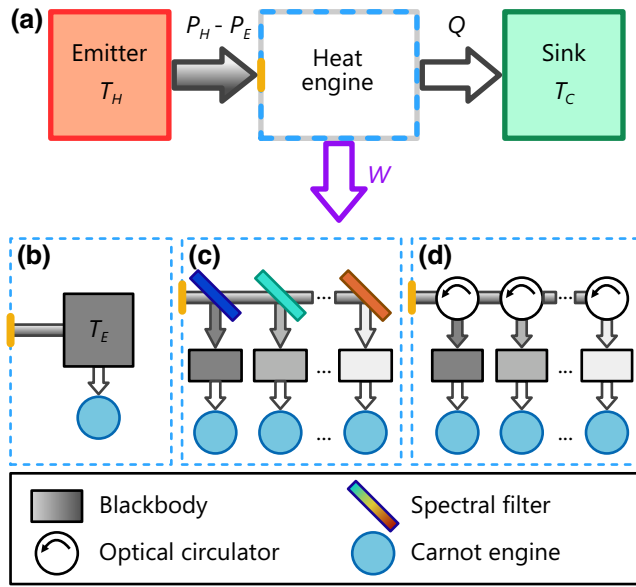 (a)
P_H - P_E
Q
Emitter
T_H
Heat
engine
Sink
T_C
W
(b)
(c)
(d)
T_E
...
...
...
...
...
...
Blackbody
Spectral filter
Optical circulator
Carnot engine